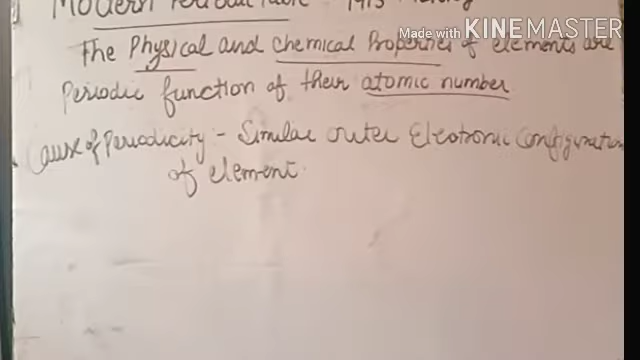 Made with KINEMASTER
Modern Periodic Table - 1913
The Physical and Chemical Properties of elements are
Periodic function of their atomic number
Cause of Periodicity - Similar outer Electronic Configuration
of element